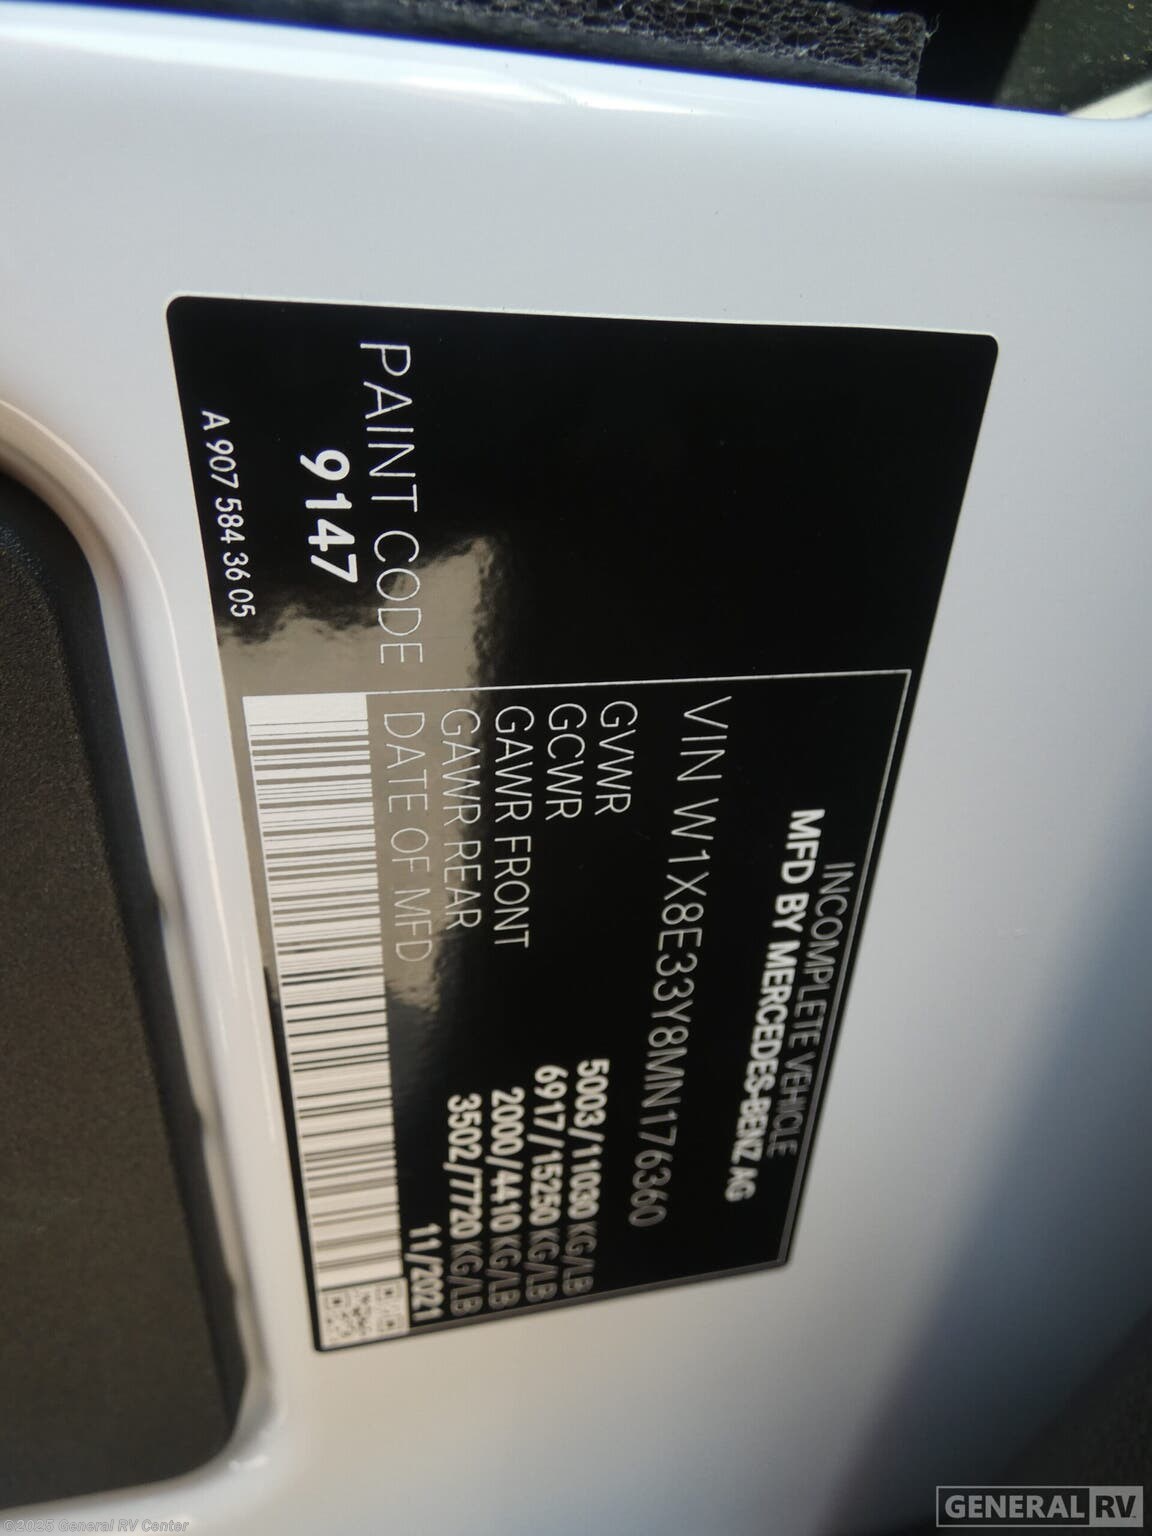 INCOMPLETE VEHICLE
MFD BY MERCEDES-BENZ AG
VIN W1X8E33Y8MN176360
GVWR 5003/11030 KG/LB
GCWR 6917/15250 KG/LB
GAWR FRONT 2000/4410 KG/LB
GAWR REAR 3502/7720 KG/LB
DATE OF MFD 11/2021
PAINT CODE
9147
A 907 584 36 05
GENERAL RV
©2025 General RV Center